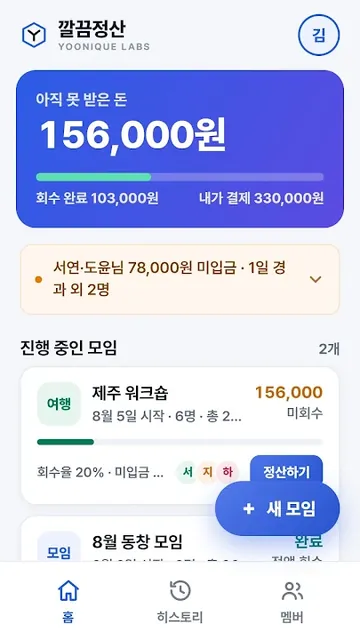 깔끔정산
YOONIQUE LABS
김
아직 못 받은 돈
156,000원
회수 완료 103,000원 내가 결제 330,000원
서연·도윤님 78,000원 미입금 · 1일 경
과 외 2명
진행 중인 모임 2개
여행
제주 워크숍 156,000
8월 5일 시작 · 6명 · 총 2... 미회수
회수율 20% · 미입금 ... 서 지 하 정산하기
+ 새 모임
모임
8월 동창 모임 완료
홈 히스토리 멤버